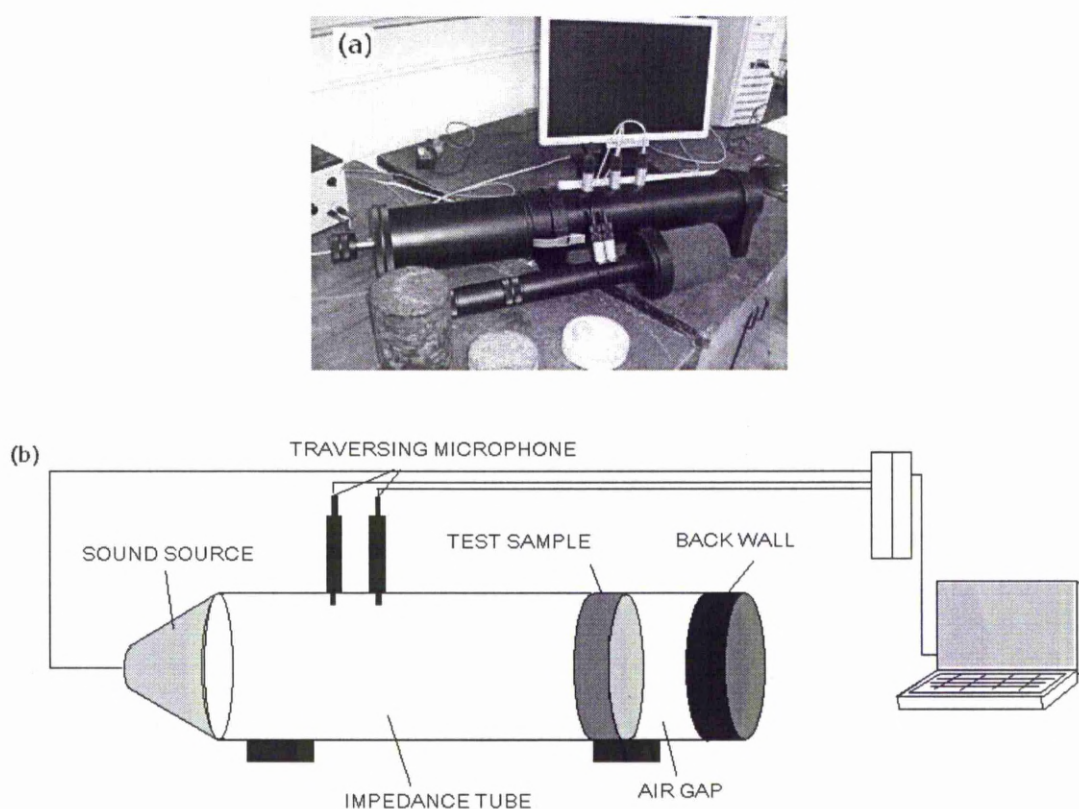 (a)
(b)
TRAVERSING MICROPHONE
SOUND SOURCE
TEST SAMPLE
BACK WALL
IMPEDANCE TUBE
AIR GAP